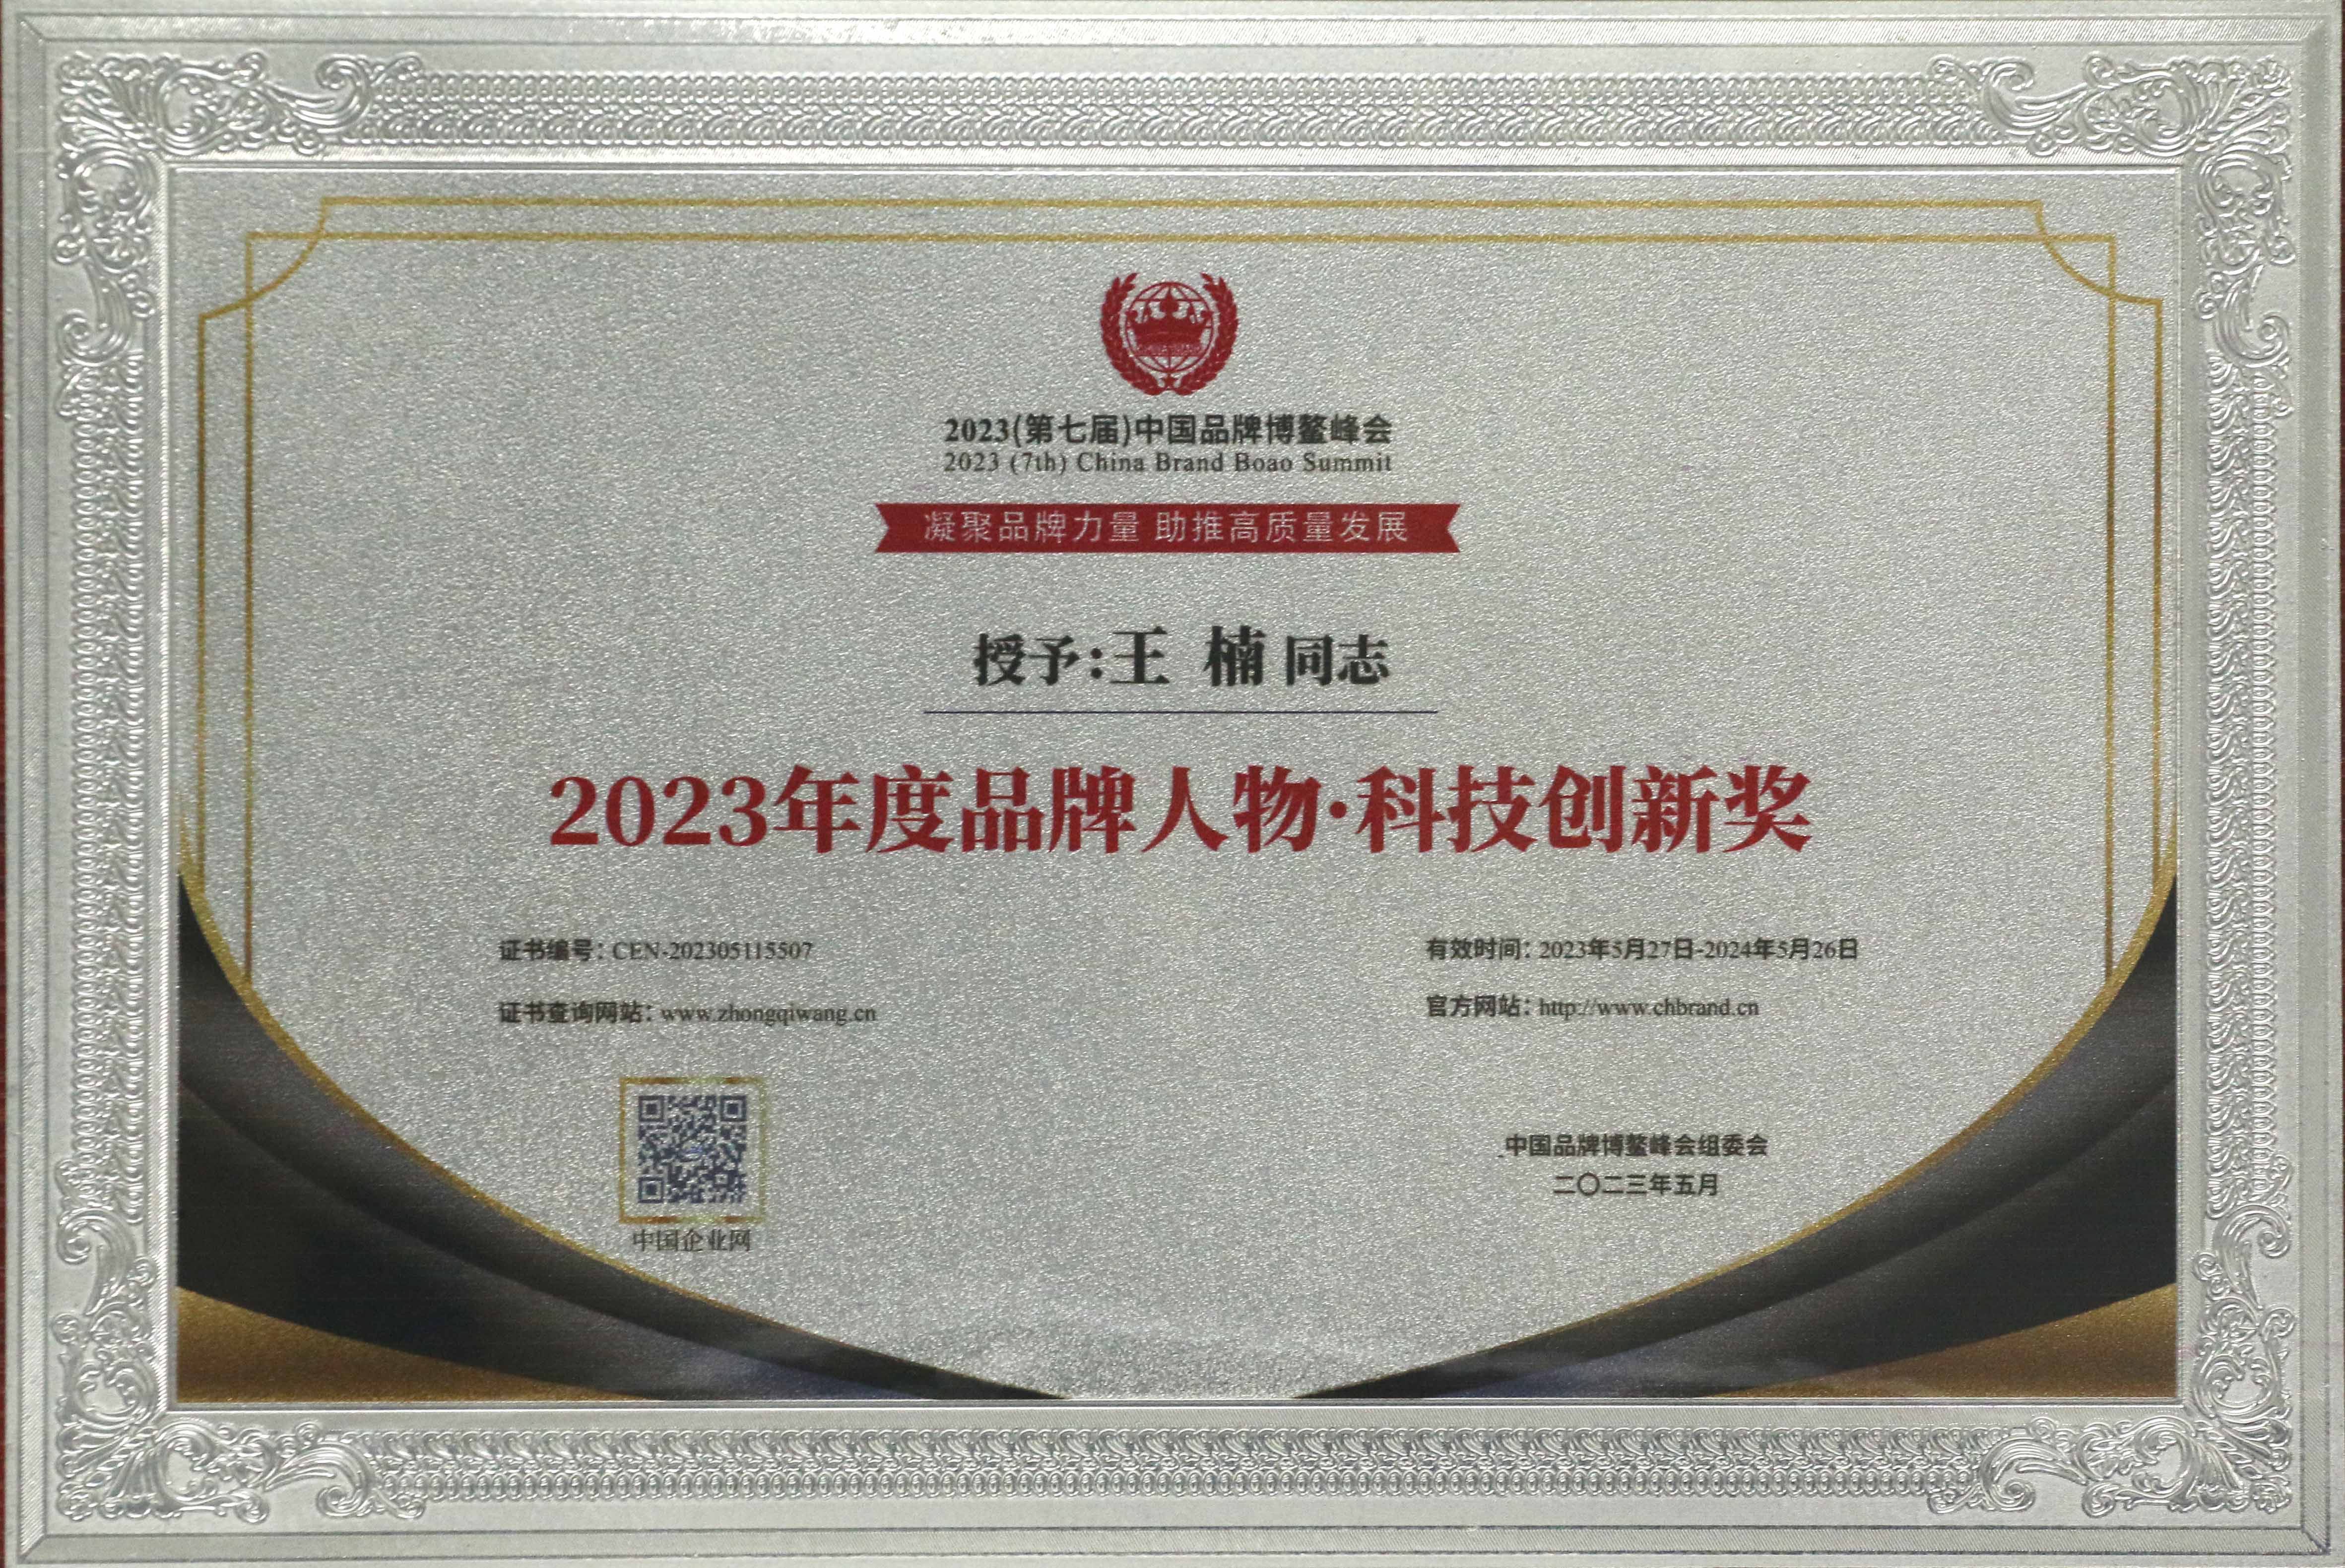 2023(第七届)中国品牌博鳌峰会
2023 (7th) China Brand Boao Summit
凝聚品牌力量 助推高质量发展
授予:王 楠 同志
2023年度品牌人物·科技创新奖
证书编号：CEN-202305115507
有效时间：2023年5月27日-2024年5月26日
证书查询网站：www.zhongqiwang.cn
官方网站：http://www.chbrand.cn
中国企业网
中国品牌博鳌峰会组委会
二〇二三年五月